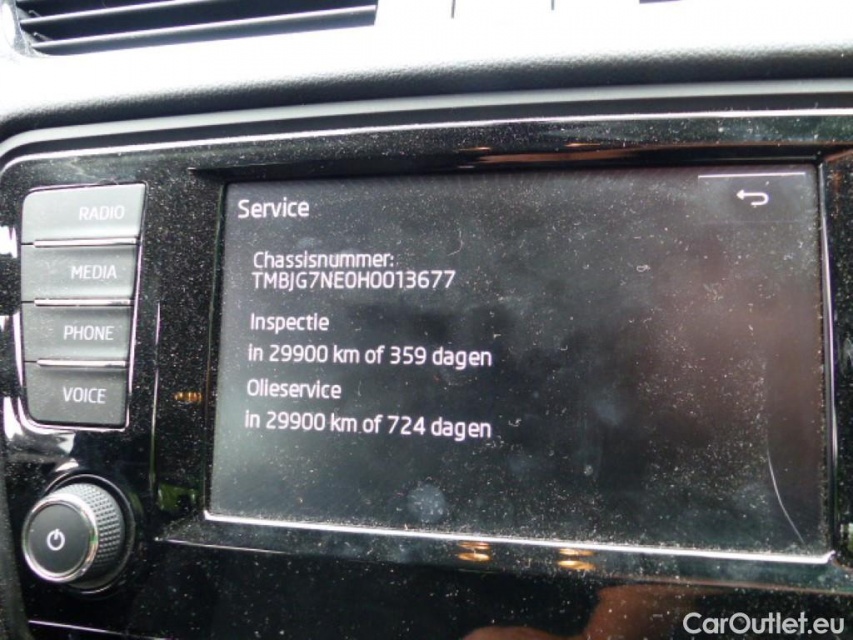 RADIO
MEDIA
PHONE
VOICE
Service
Chassisnummer:
TMBJG7NE0H0013677
Inspectie
in 29900 km of 359 dagen
Olieservice
in 29900 km of 724 dagen
CarOutlet.eu